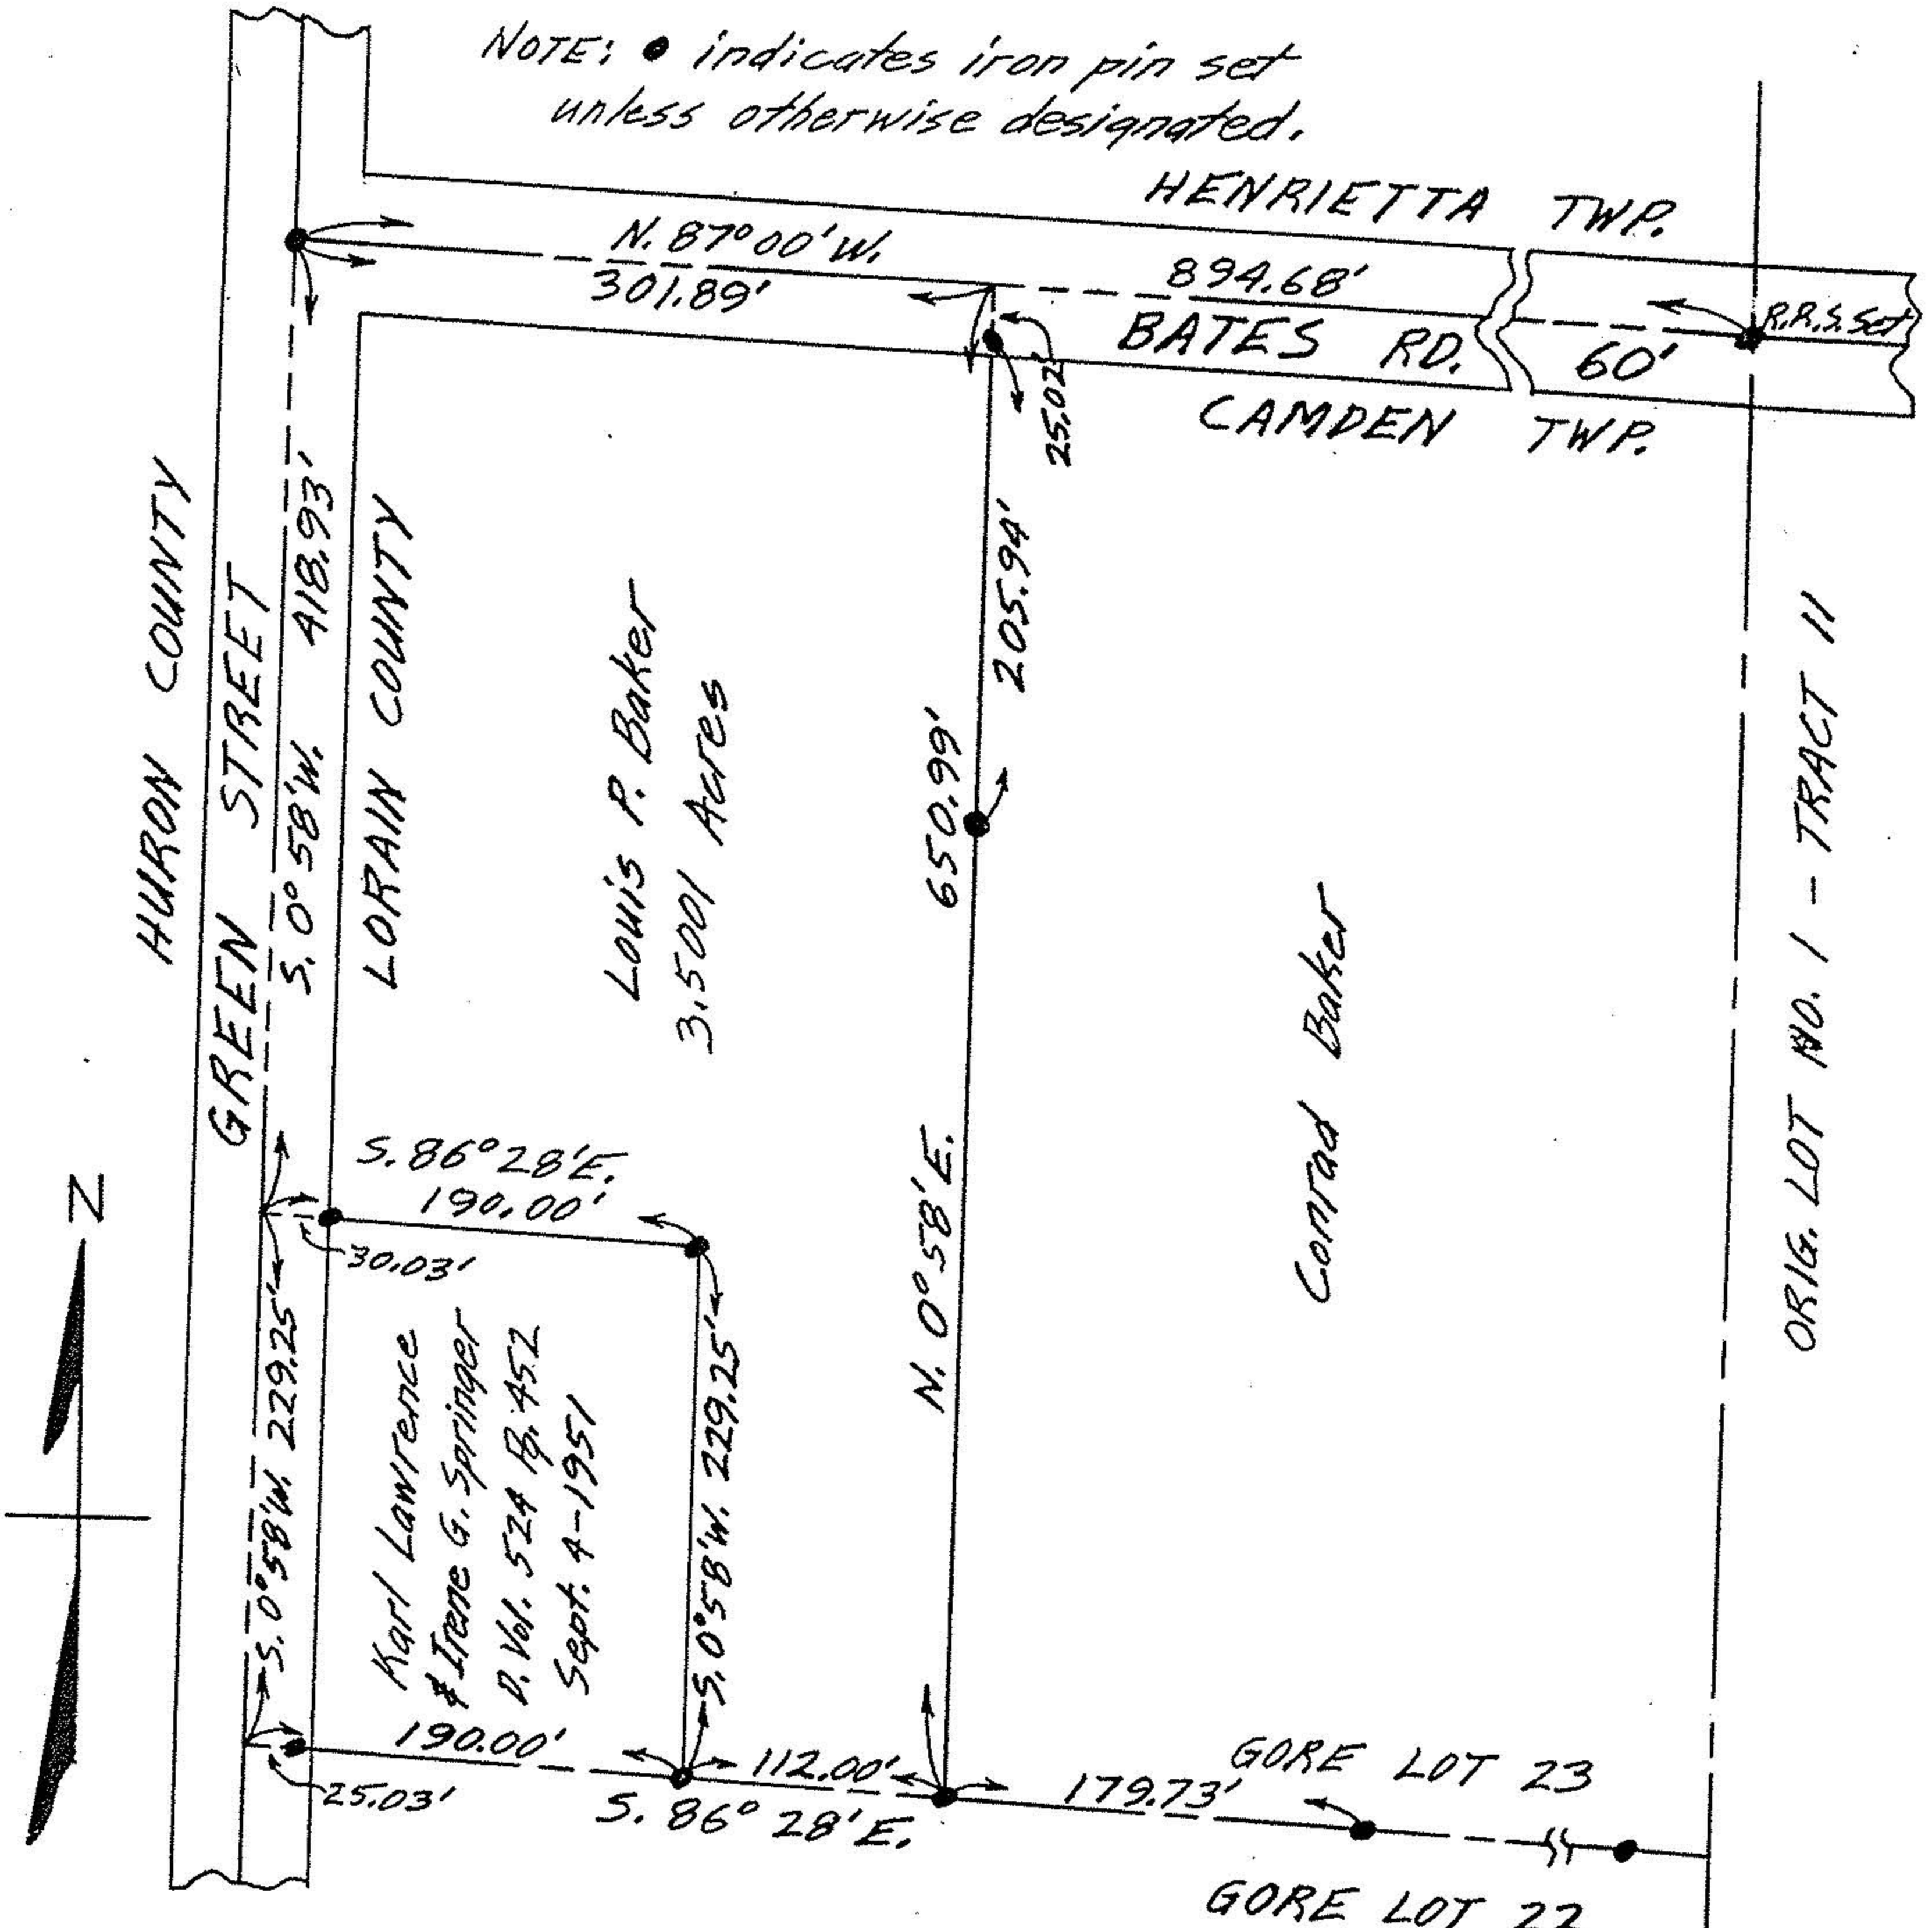 NOTE: ● indicates iron pin set
unless otherwise designated.
HENRIETTA TWP.
N. 87° 00' W.
301.89'
894.68'
BATES RD.
60'
R.R.S. Set
CAMDEN TWP.
25.02'
HURON COUNTY
GREEN STREET
S. 0° 58' W. 418.93'
LORAIN COUNTY
Louis P. Baker
3.5001 Acres
205.94'
650.99'
N. 0° 58' E.
Conrad Baker
ORIG. LOT NO. 1 - TRACT 11
N
S. 86° 28' E.
190.00'
30.03'
S. 0° 58' W. 229.25'
Karl Lawrence
& Irene G. Springer
D. Vol. 524 Pg. 452
Sept. 4-1951
S. 0° 58' W. 229.25'
190.00'
25.03'
112.00'
S. 86° 28' E.
179.73'
GORE LOT 23
GORE LOT 22